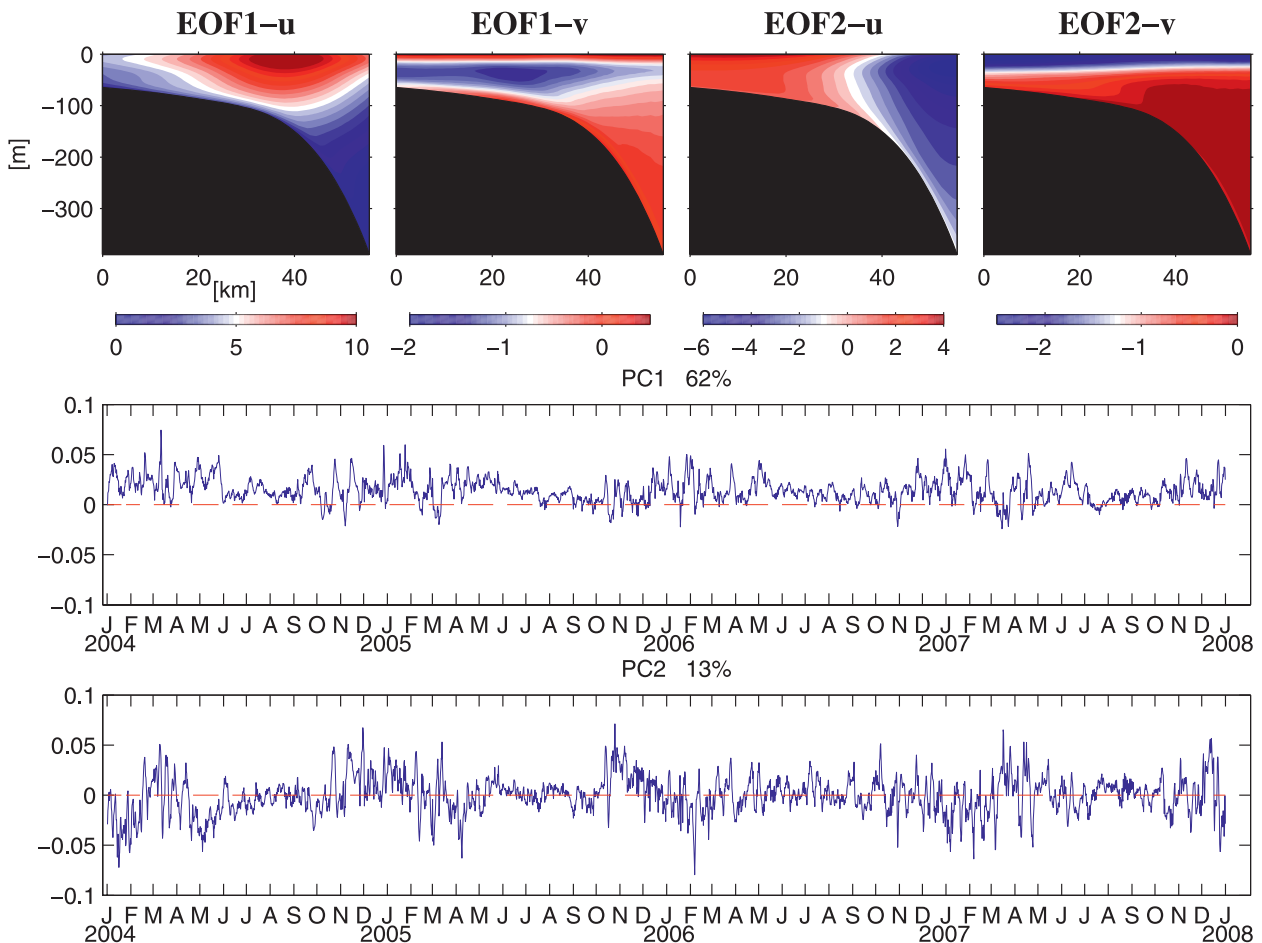 EOF1−u EOF1−v EOF2−u EOF2−v
0
−100
−200
−300
[m]
0 20 40 0 20 40 0 20 40 0 20 40
[km]
0 5 10 −2 −1 0 −6 −4 −2 0 2 4 −2 −1 0
PC1 62%
0.1
0.05
0
−0.05
−0.1
J F M A M J J A S O N D J F M A M J J A S O N D J F M A M J J A S O N D J F M A M J J A S O N D J
2004 2005 2006 2007 2008
PC2 13%
0.1
0.05
0
−0.05
−0.1
J F M A M J J A S O N D J F M A M J J A S O N D J F M A M J J A S O N D J F M A M J J A S O N D J
2004 2005 2006 2007 2008